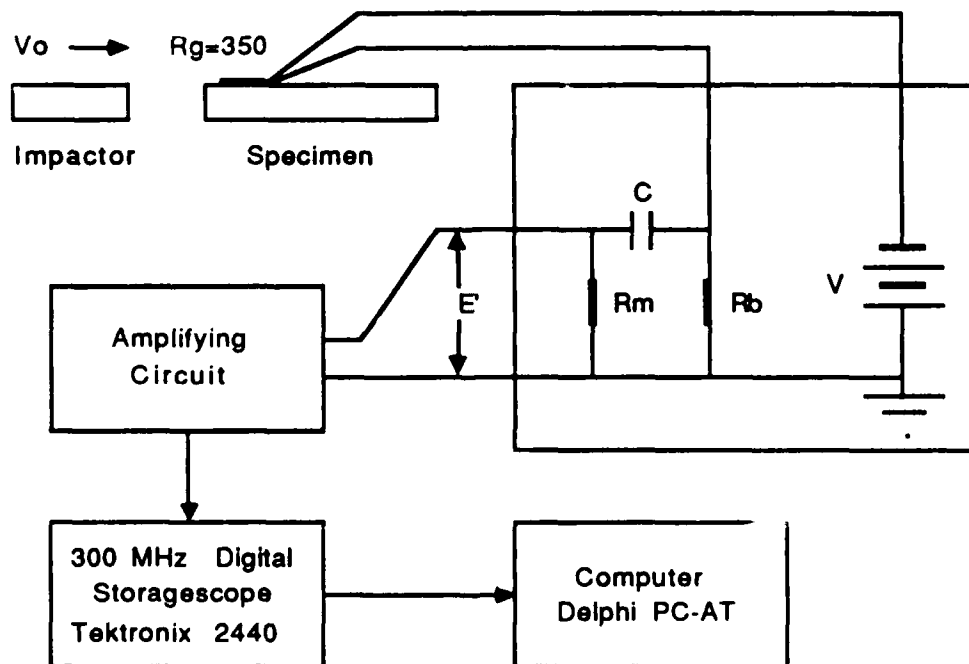 Vo
Rg=350
Impactor
Specimen
C
E'
Rm
Rb
V
Amplifying
Circuit
300 MHz Digital
Storagescope
Tektronix 2440
Computer
Delphi PC-AT